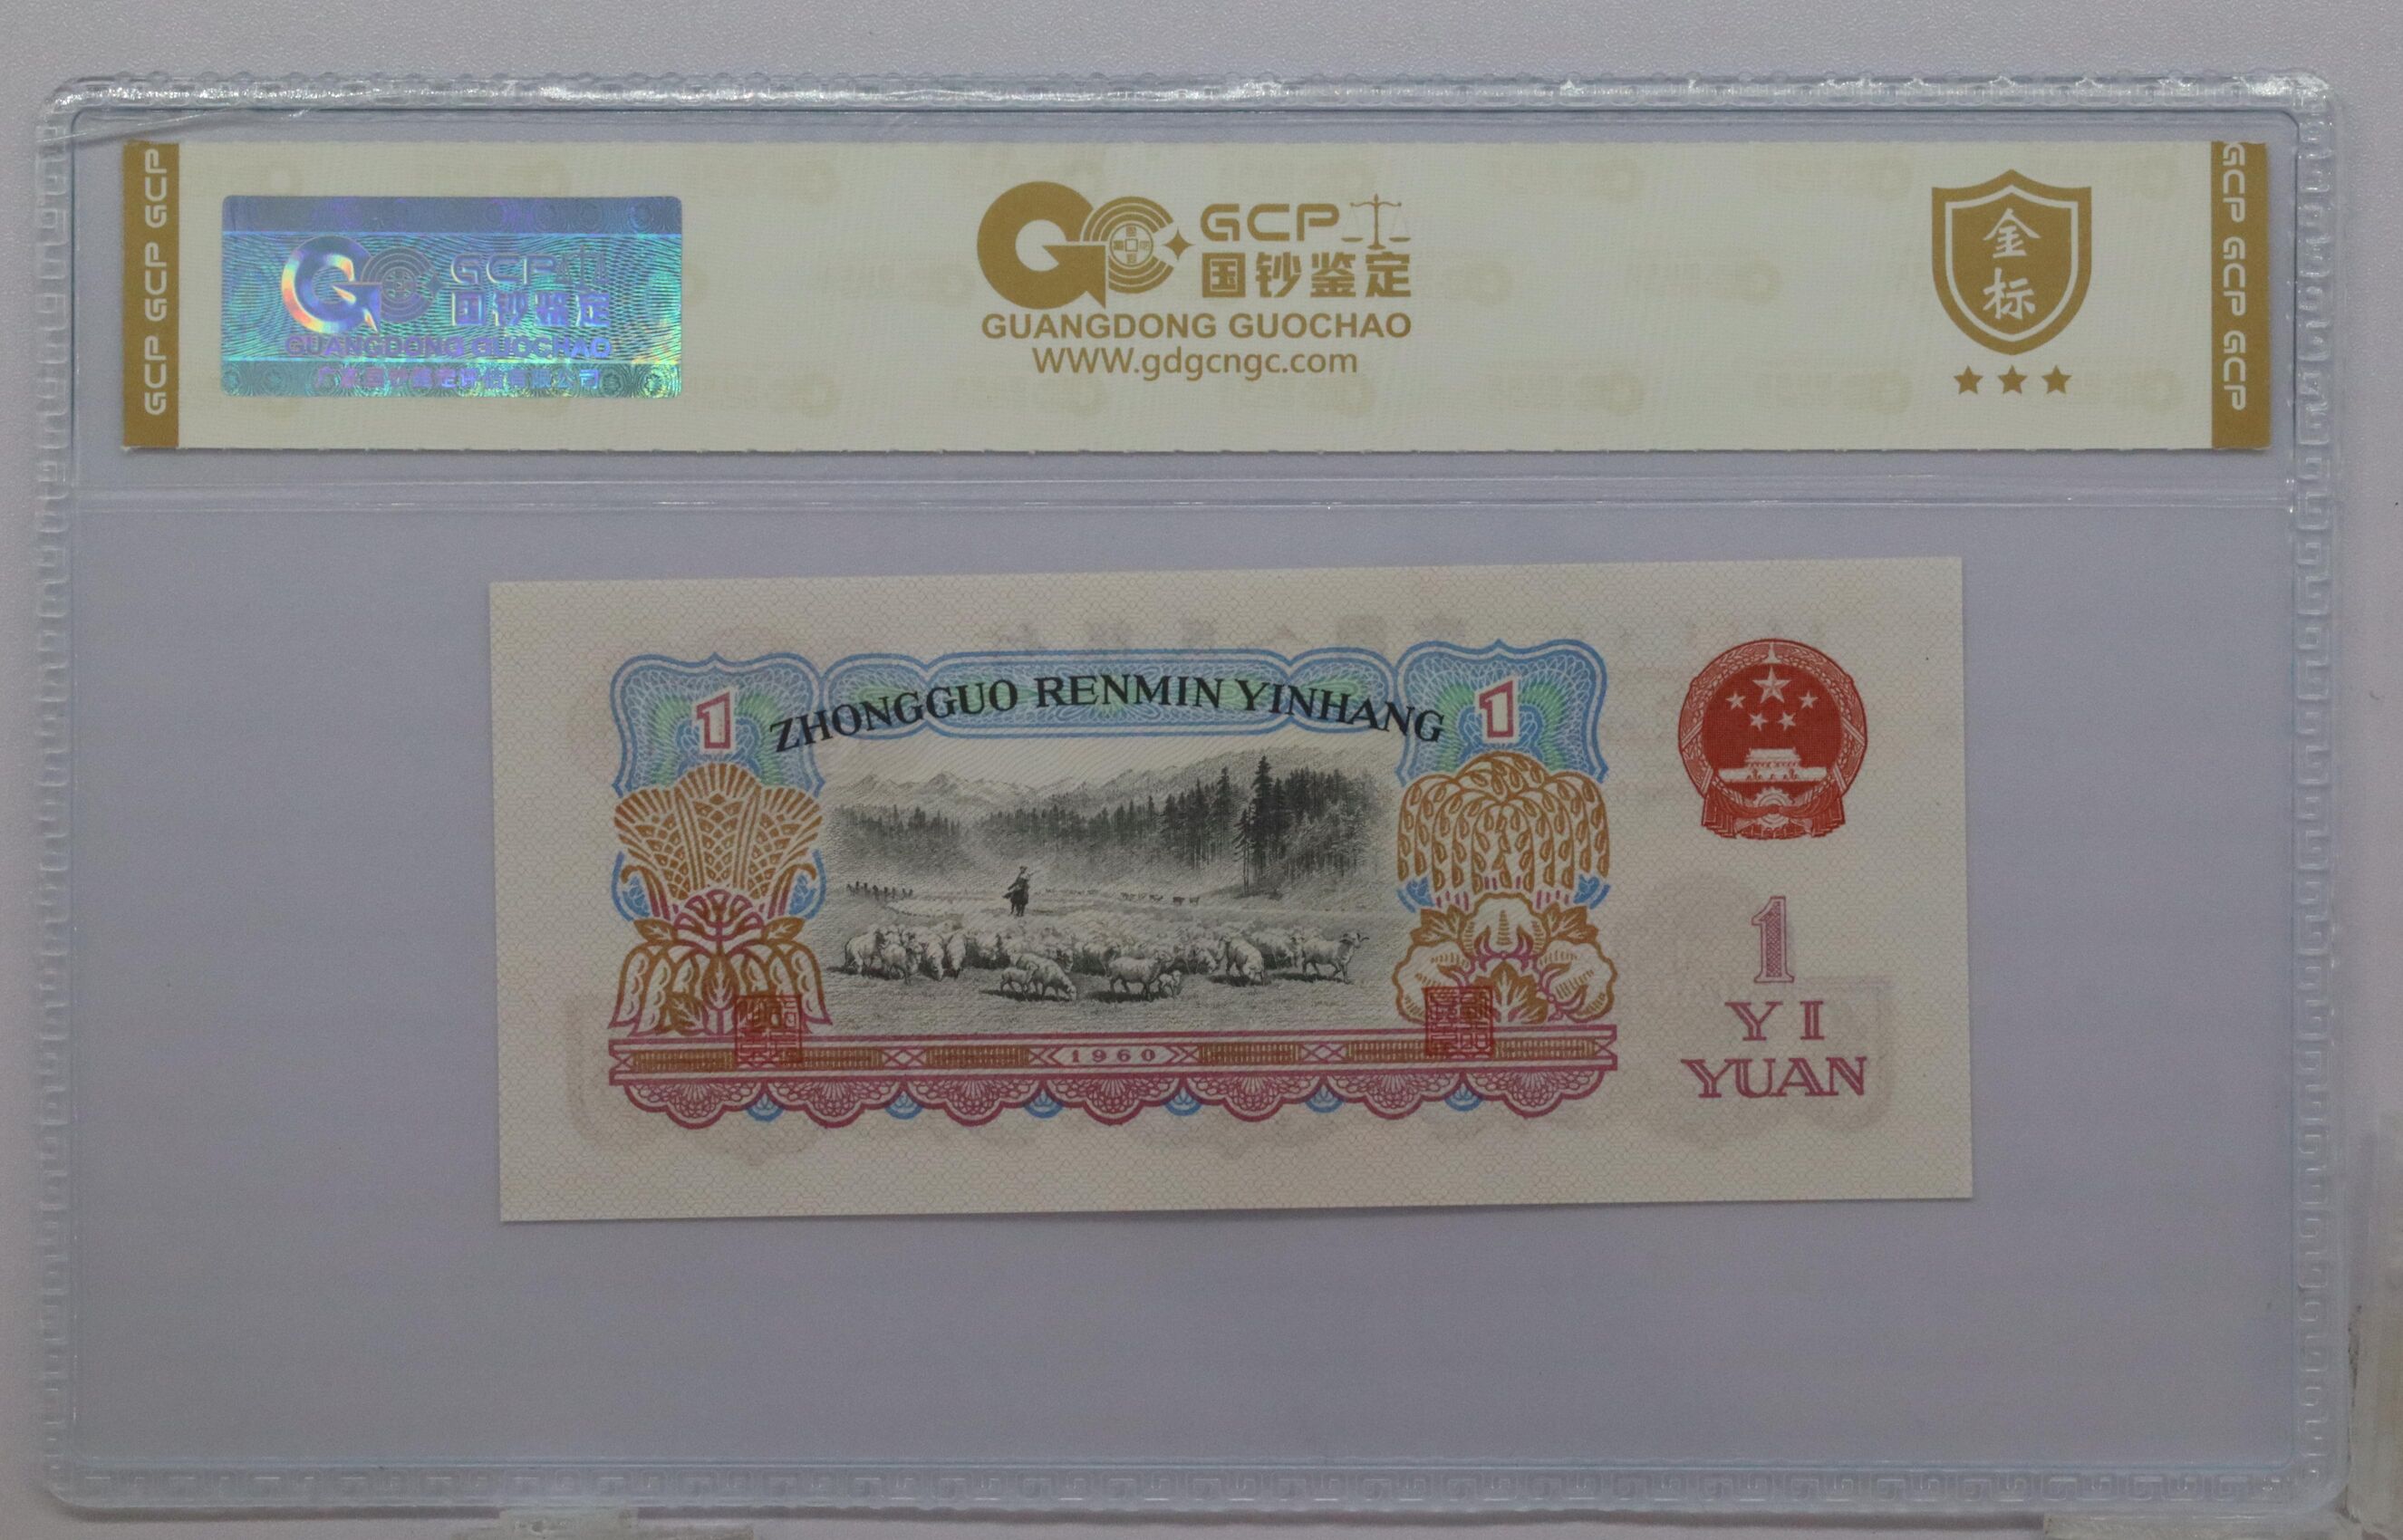 GCP GCP GCP
GCP
国钞鉴定
GUANGDONG GUOCHAO
广东国钞鉴定评估有限公司
GCP
国钞鉴定
GUANGDONG GUOCHAO
WWW.gdgcngc.com
金
标
GCP GCP GCP
1
ZHONGGUO RENMIN YINHANG
1
1960
1
YI
YUAN